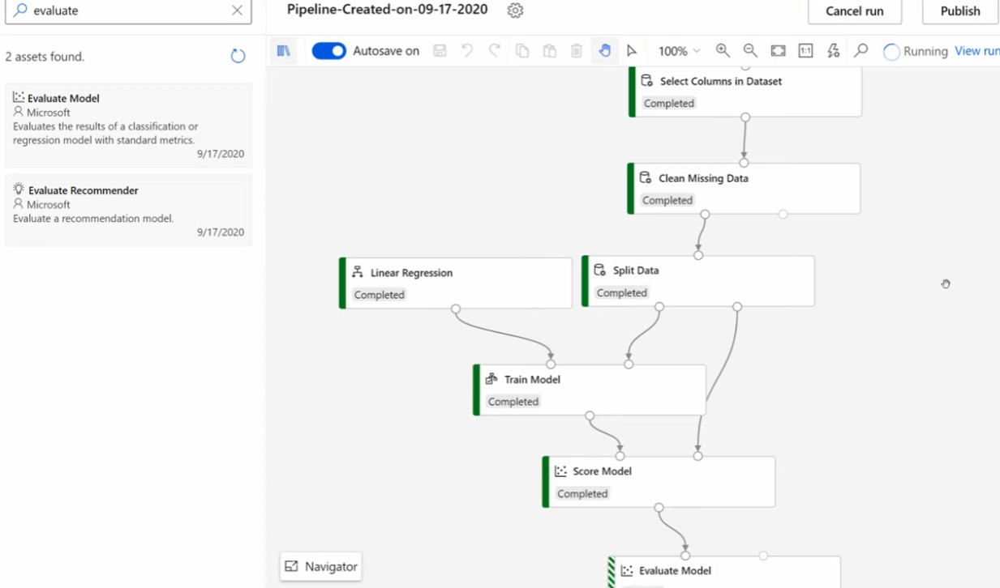 evaluate
Pipeline-Created-on-09-17-2020
Cancel run
Publish
2 assets found.
Autosave on
100%
1:1
Running View run
Evaluate Model
Microsoft
Evaluates the results of a classification or
regression model with standard metrics.
9/17/2020
Evaluate Recommender
Microsoft
Evaluate a recommendation model.
9/17/2020
Select Columns in Dataset
Completed
Clean Missing Data
Completed
Linear Regression
Completed
Split Data
Completed
Train Model
Completed
Score Model
Completed
Navigator
Evaluate Model